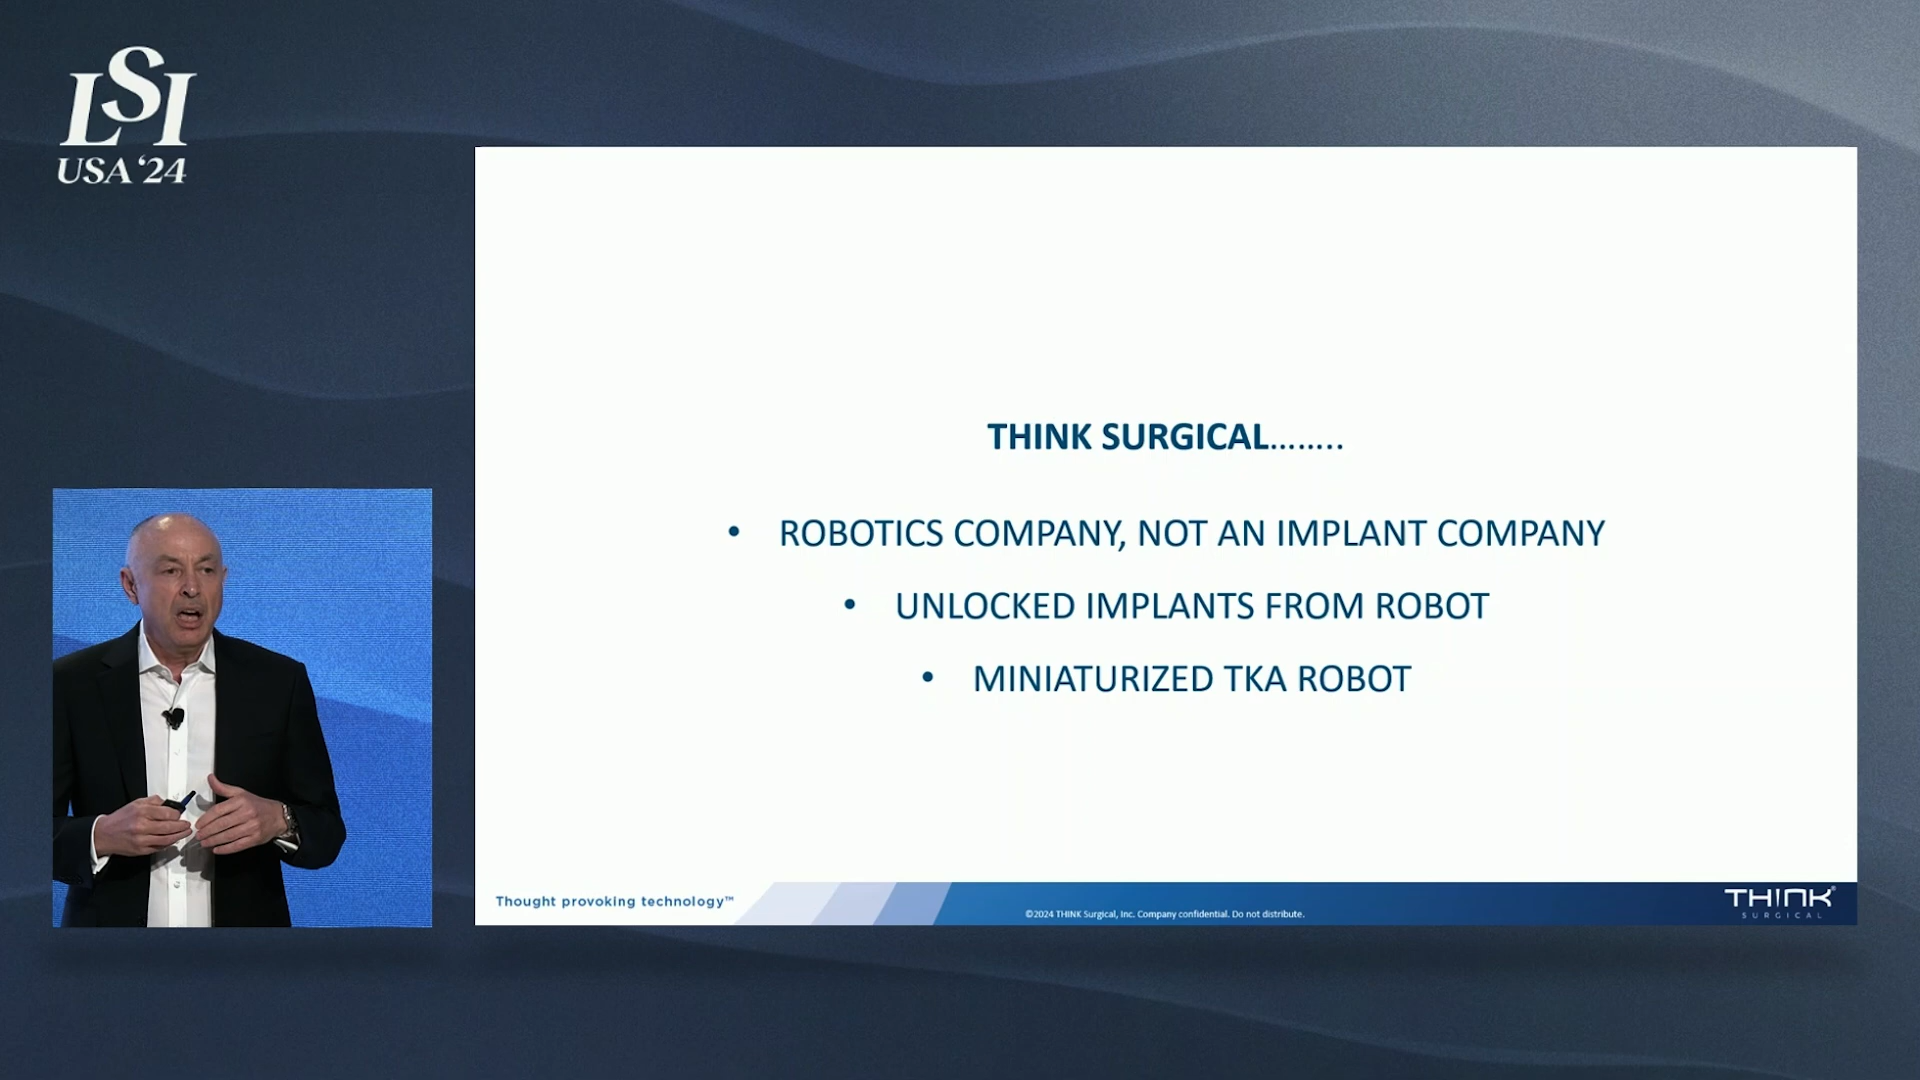 LSI
USA '24
THINK SURGICAL........
• ROBOTICS COMPANY, NOT AN IMPLANT COMPANY
• UNLOCKED IMPLANTS FROM ROBOT
• MINIATURIZED TKA ROBOT
Thought provoking technology™
©2024 THINK Surgical, Inc. Company confidential. Do not distribute.
THINK®
SURGICAL